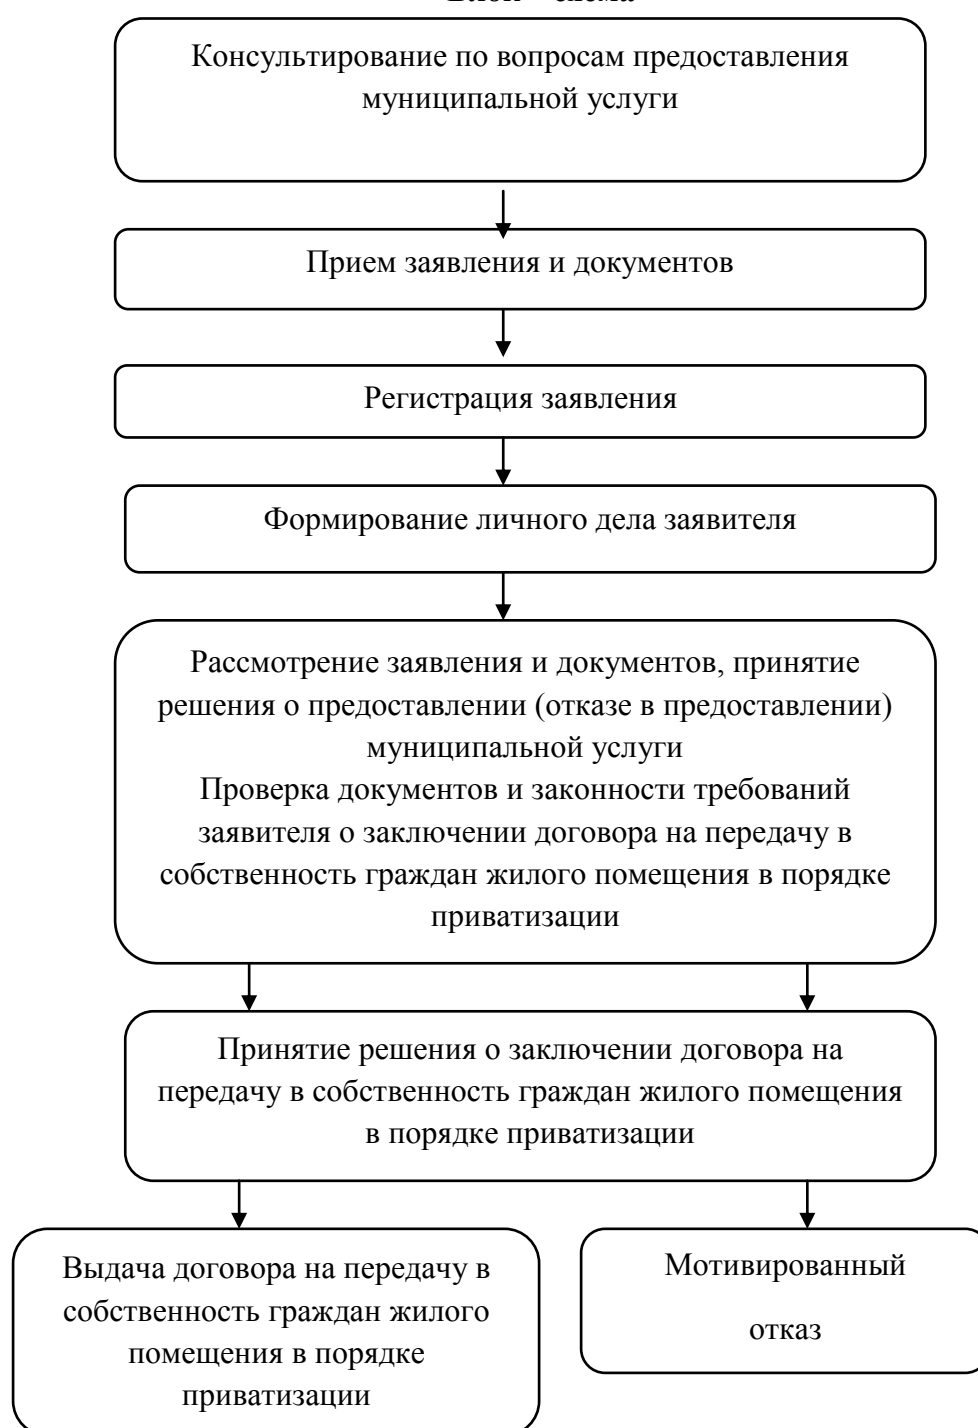 Блок – схема
Консультирование по вопросам предоставления
муниципальной услуги
Прием заявления и документов
Регистрация заявления
Формирование личного дела заявителя
Рассмотрение заявления и документов, принятие
решения о предоставлении (отказе в предоставлении)
муниципальной услуги
Проверка документов и законности требований
заявителя о заключении договора на передачу в
собственность граждан жилого помещения в порядке
приватизации
Принятие решения о заключении договора на
передачу в собственность граждан жилого помещения
в порядке приватизации
Выдача договора на передачу в
собственность граждан жилого
помещения в порядке
приватизации
Мотивированный
отказ